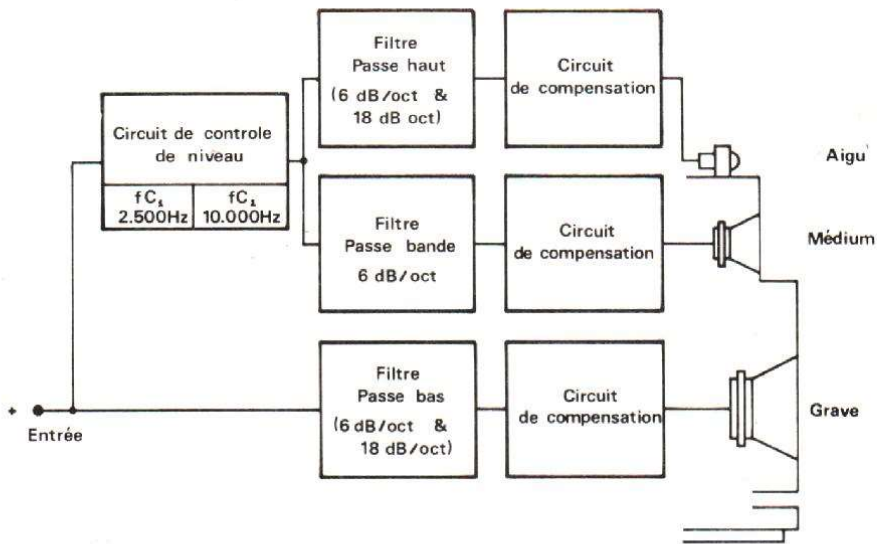 Filtre
Passe haut
(6 dB/oct &
18 dB oct)
Circuit
de compensation
Aigu
Circuit de controle
de niveau
fC₁
2.500Hz
fC₁
10.000Hz
Filtre
Passe bande
6 dB/oct
Circuit
de compensation
Médium
Filtre
Passe bas
(6 dB/oct &
18 dB/oct)
Circuit
de compensation
Grave
+
Entrée